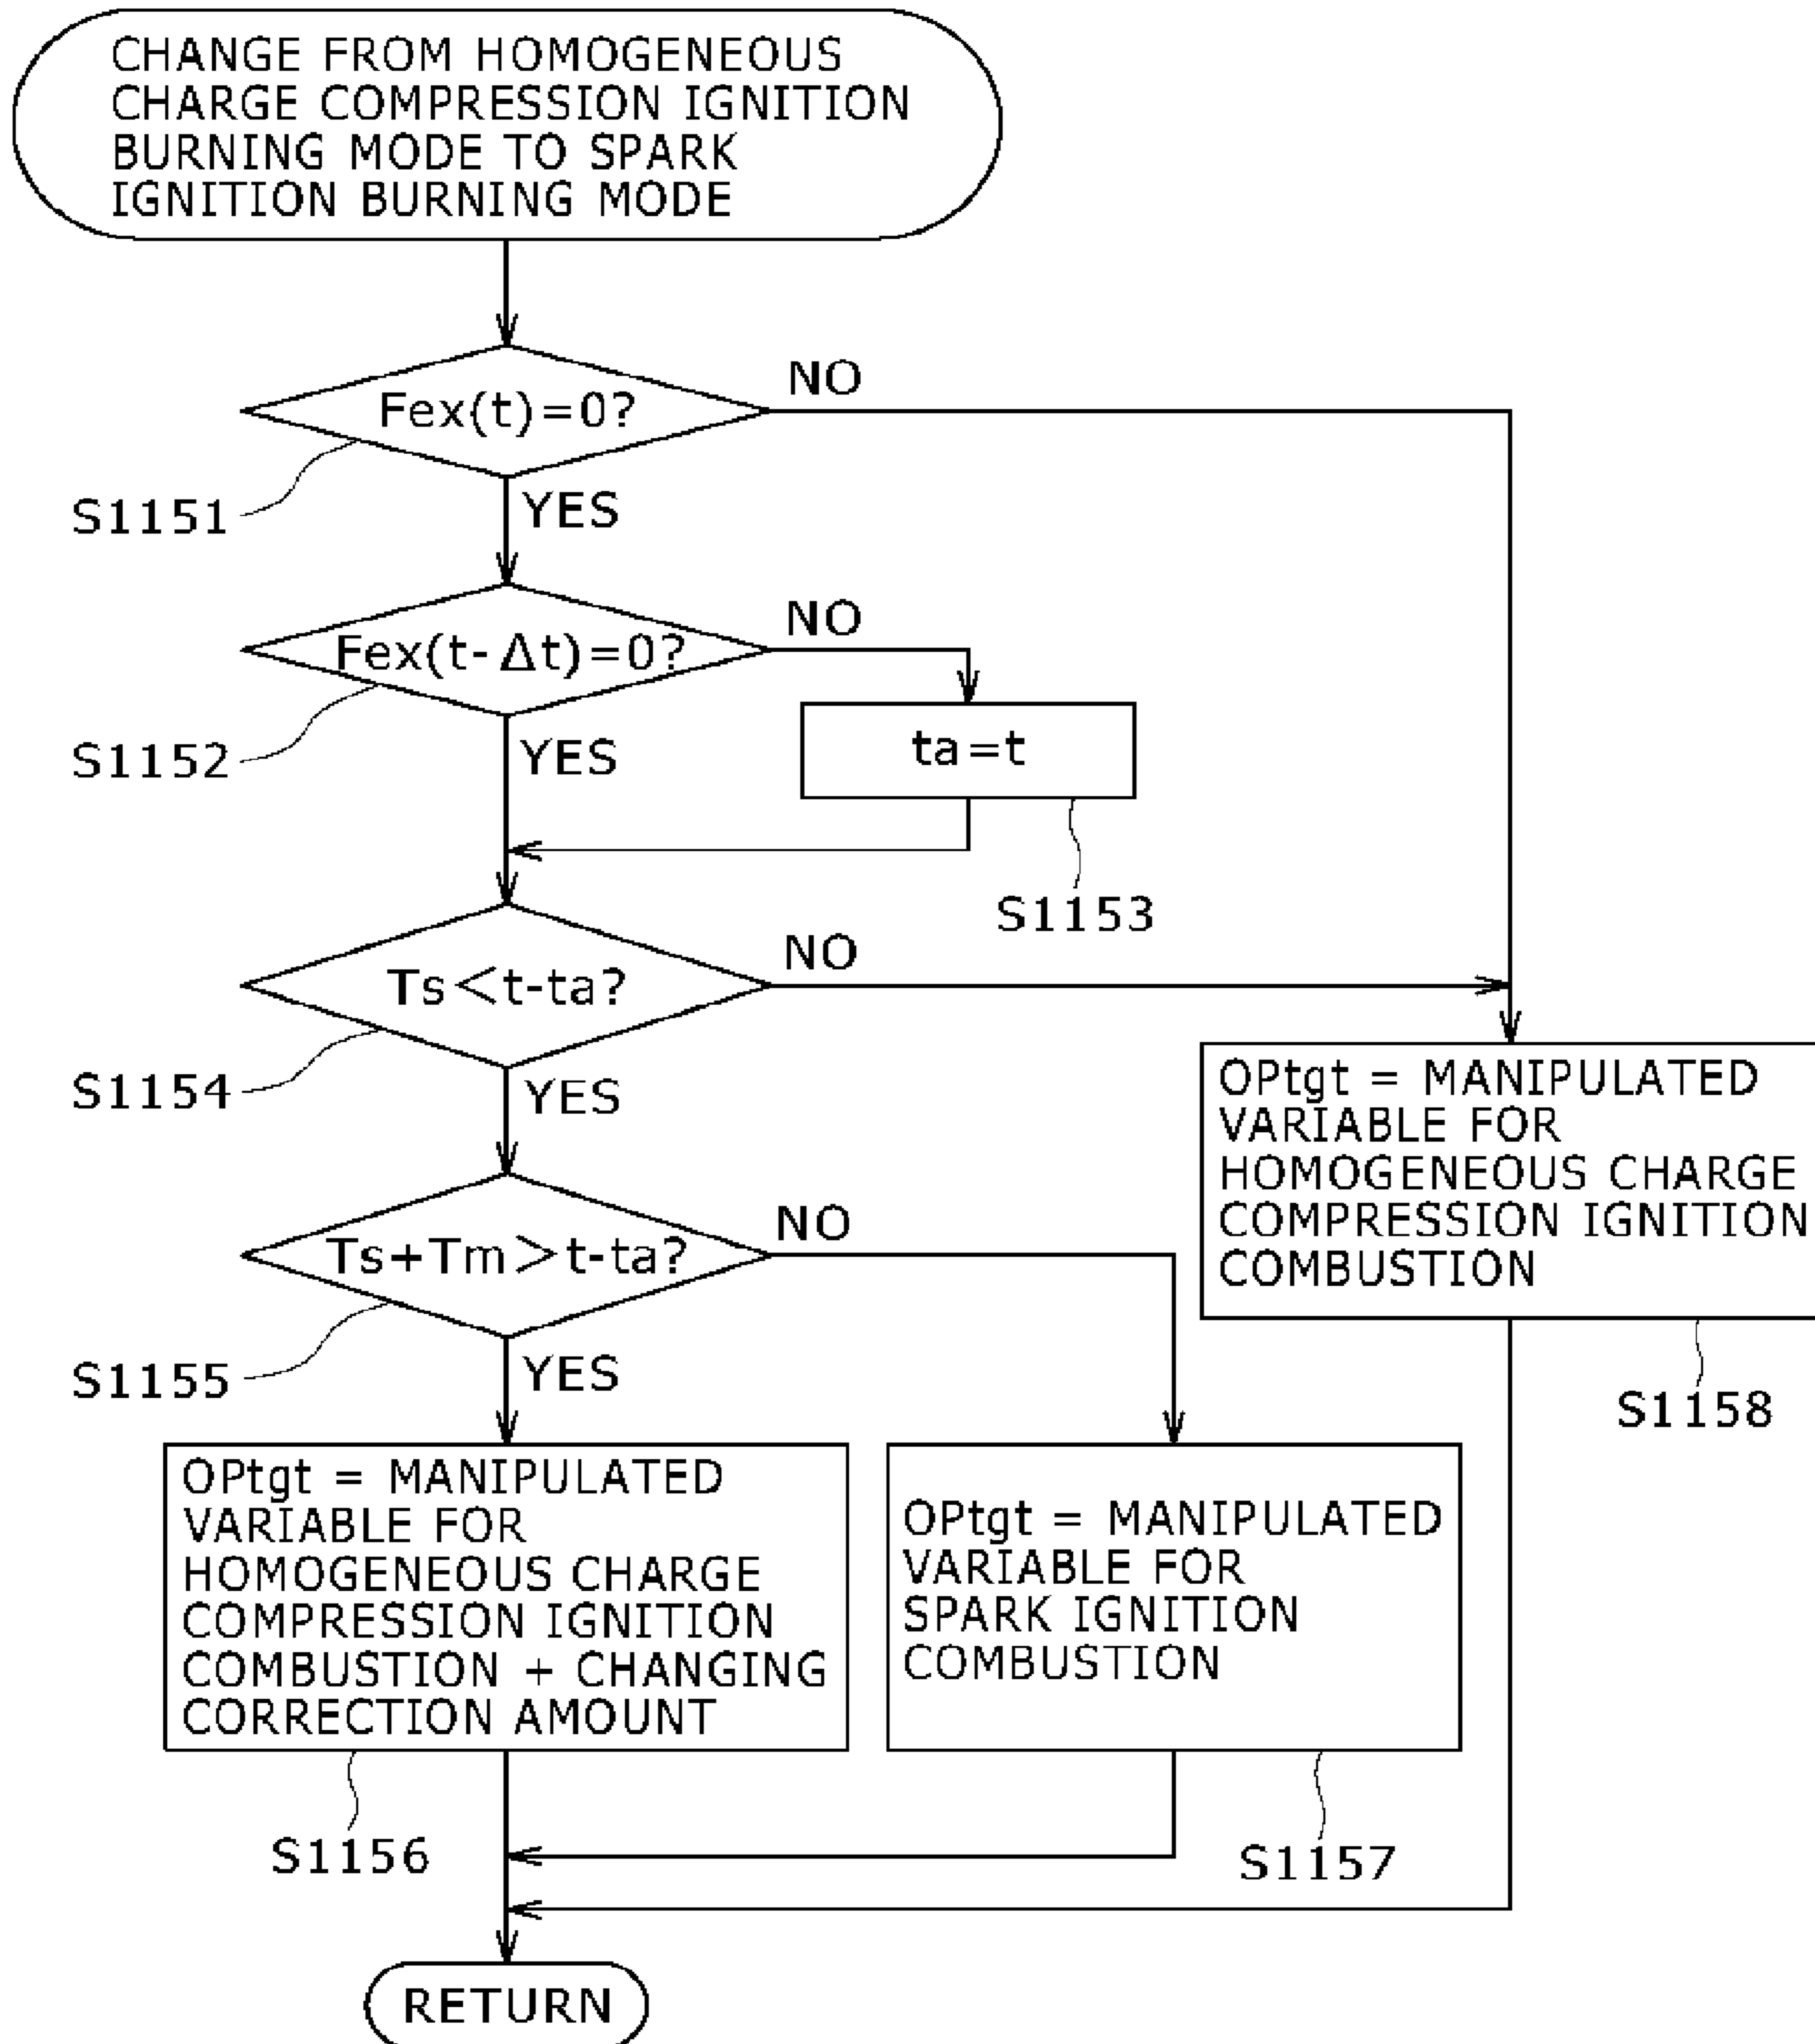 CHANGE FROM HOMOGENEOUS
CHARGE COMPRESSION IGNITION
BURNING MODE TO SPARK
IGNITION BURNING MODE
NO
Fex(t)=0?
S1151
YES
NO
Fex(t-Δt)=0?
S1152
YES
ta=t
S1153
NO
Ts<t-ta?
S1154
YES
OPtgt = MANIPULATED
VARIABLE FOR
HOMOGENEOUS CHARGE
COMPRESSION IGNITION
COMBUSTION
S1158
NO
Ts+Tm>t-ta?
S1155
YES
OPtgt = MANIPULATED
VARIABLE FOR
HOMOGENEOUS CHARGE
COMPRESSION IGNITION
COMBUSTION + CHANGING
CORRECTION AMOUNT
S1156
OPtgt = MANIPULATED
VARIABLE FOR
SPARK IGNITION
COMBUSTION
S1157
RETURN